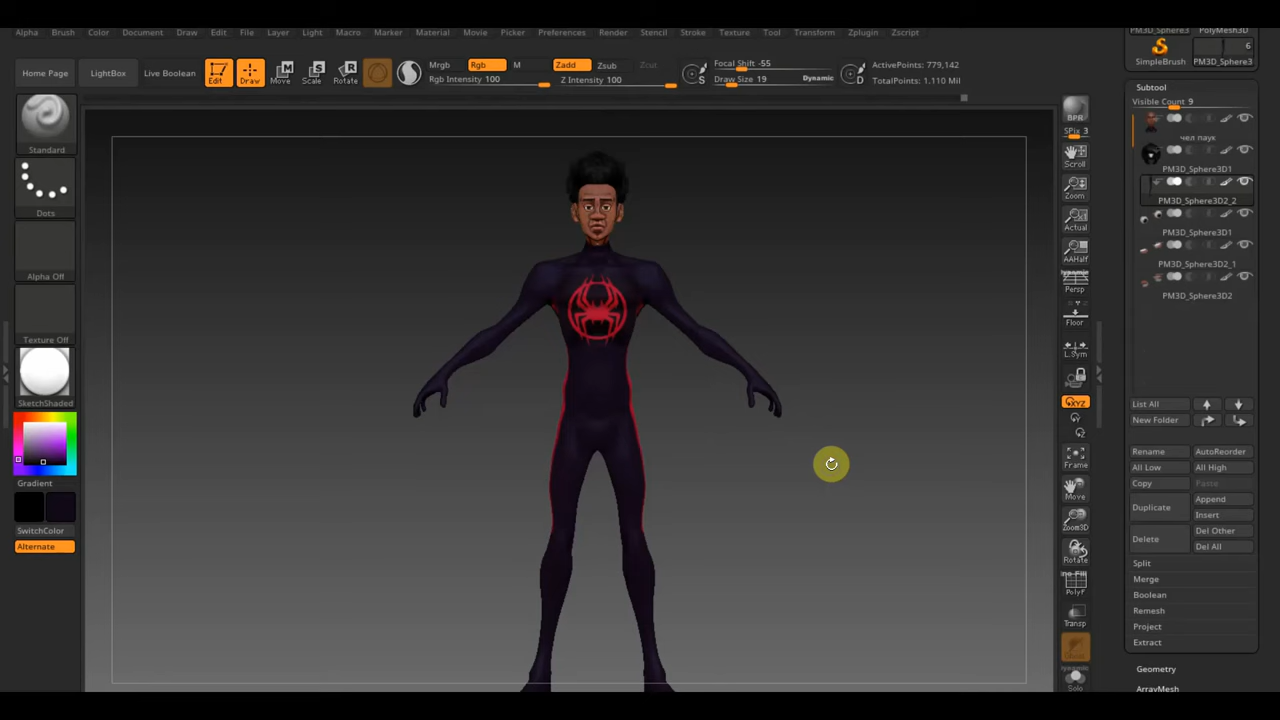 Alpha Brush Color Document Draw Edit File Layer Light Macro Marker Material Movie Picker Preferences Render Stencil Stroke Texture Tool Transform Zplugin Zscript
PM3D_Sphere3 PolyMesh3D
SimpleBrush
6
PM3D_Sphere3
Home Page
LightBox
Live Boolean
Edit
Draw
Move
Scale
Rotate
Mrgb
Rgb
M
Rgb Intensity 100
Zadd
Zsub
Zcut
Z Intensity 100
S
Focal Shift -55
Draw Size 19
Dynamic
D
ActivePoints: 779,142
TotalPoints: 1.110 Mil
Standard
Dots
Alpha Off
Texture Off
SketchShaded
Gradient
SwitchColor
Alternate
BPR
SPix 3
Scroll
Zoom
Actual
AAHalf
Persp
Floor
L.Sym
XYZ
Y
Z
Frame
Move
Zoom3D
Rotate
PolyF
Transp
Solo
Subtool
Visible Count 9
чел паук
PM3D_Sphere3D1
PM3D_Sphere3D2_2
PM3D_Sphere3D1
PM3D_Sphere3D2_1
PM3D_Sphere3D2
List All
New Folder
Rename AutoReorder
All Low All High
Copy Paste
Duplicate Append
Insert
Delete Del Other
Del All
Split
Merge
Boolean
Remesh
Project
Extract
Geometry
ArrayMesh